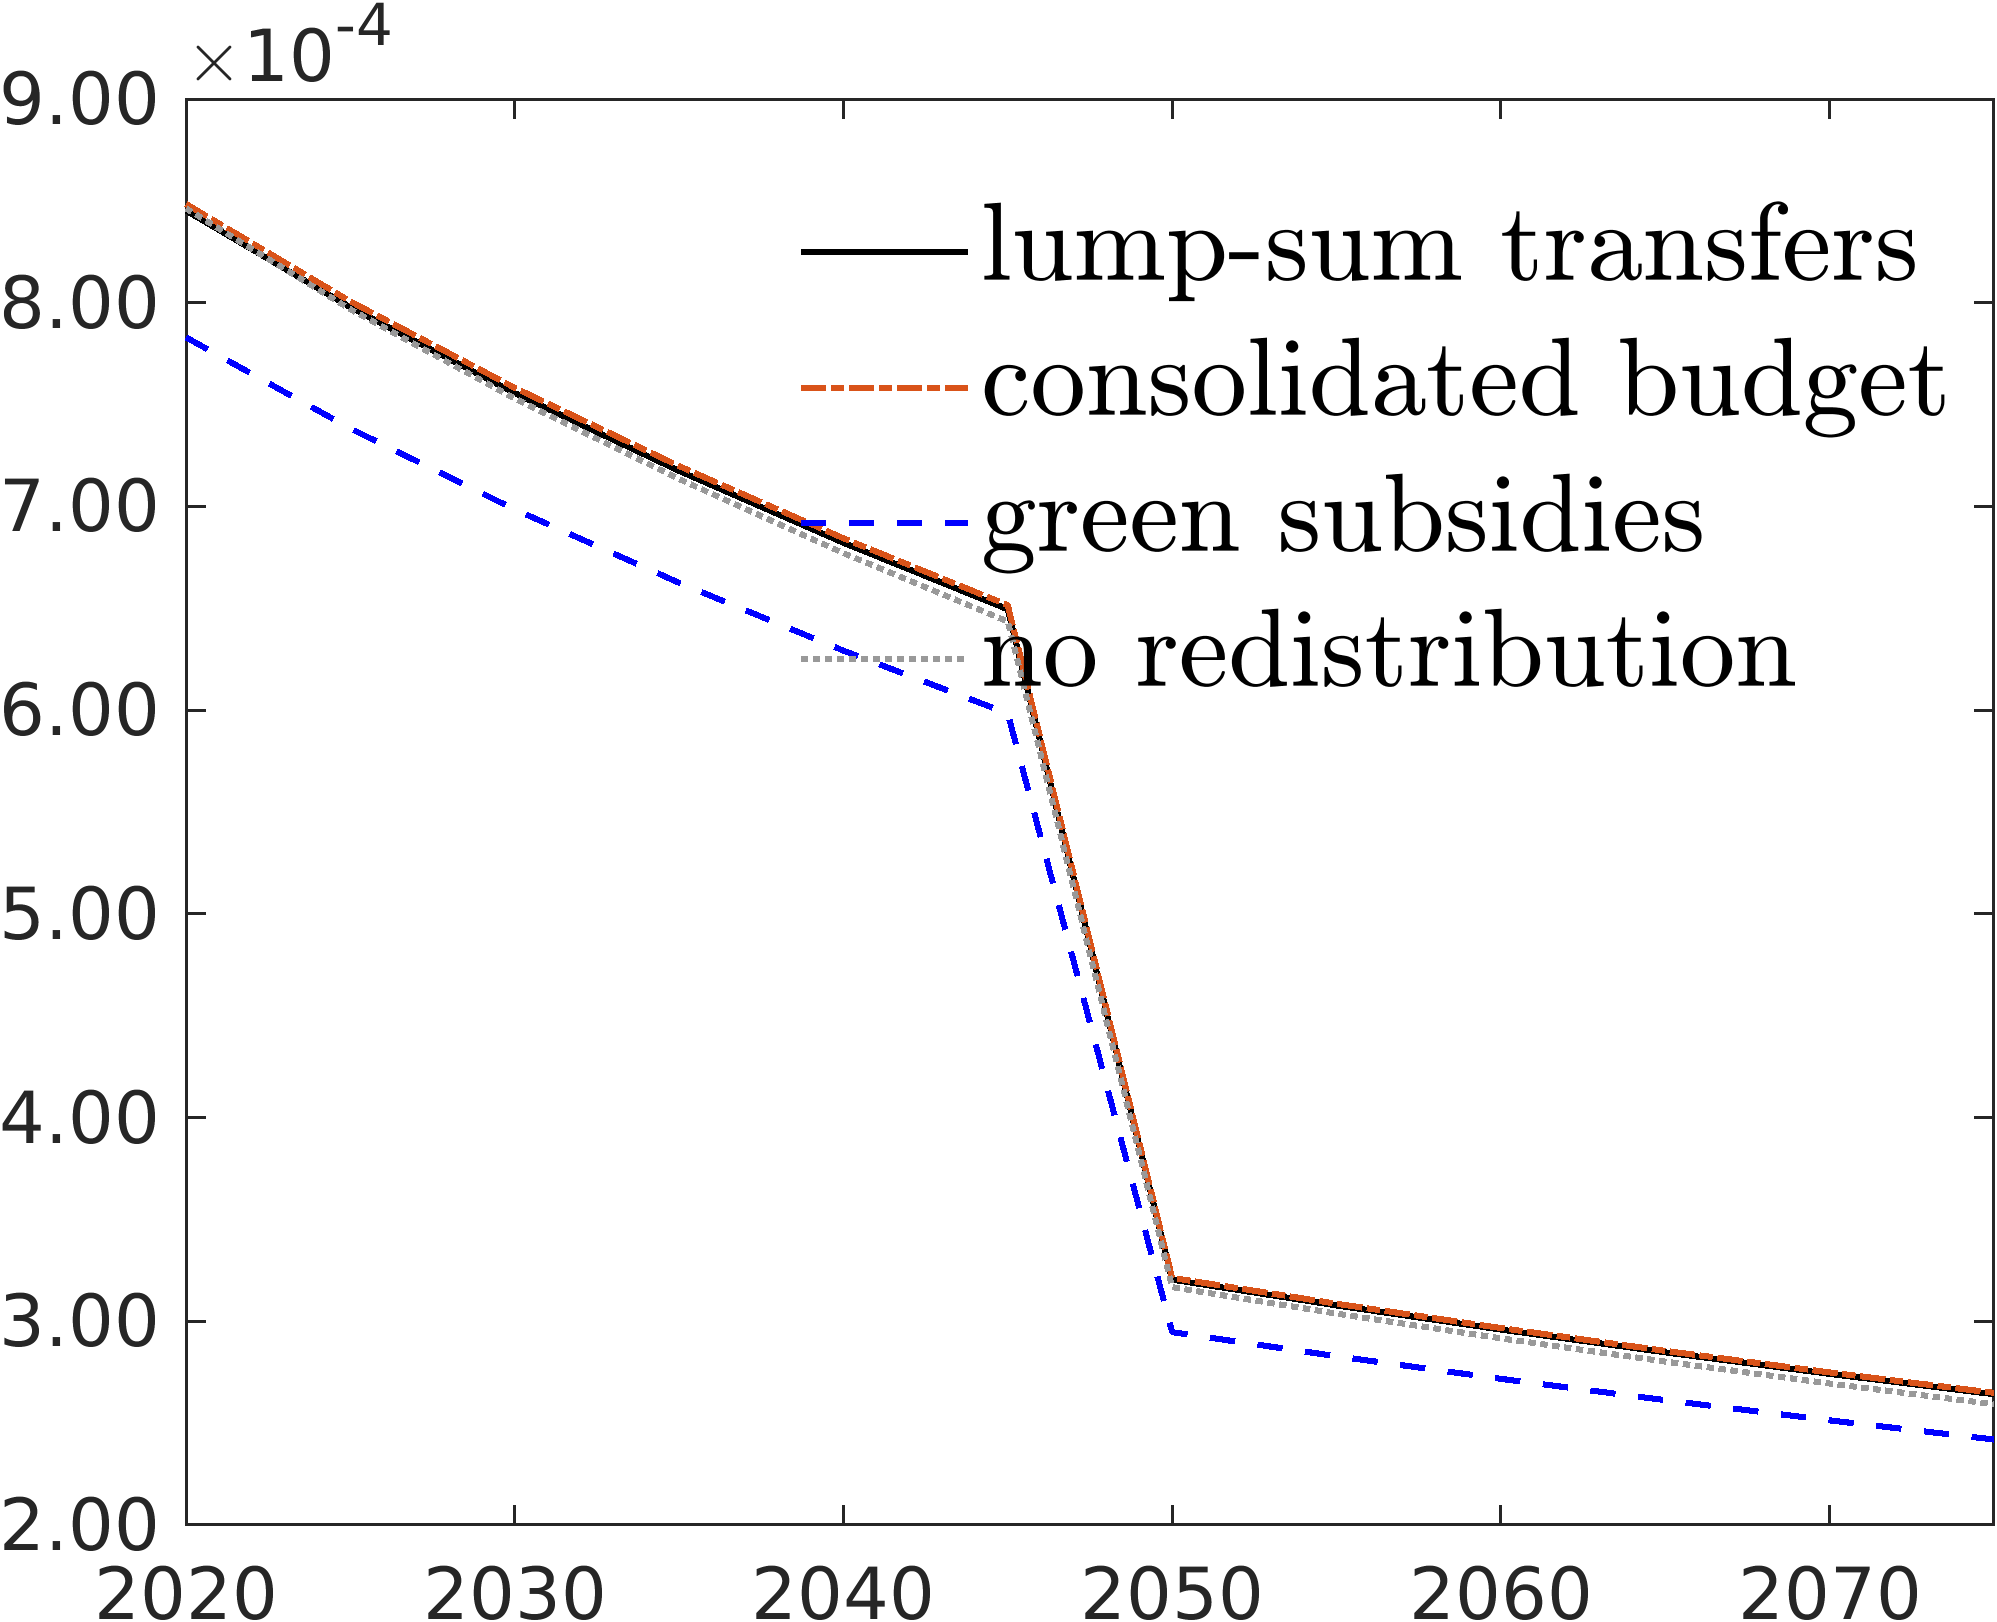 ×10-4
9.00
8.00
7.00
6.00
5.00
4.00
3.00
2.00
lump-sum transfers
consolidated budget
green subsidies
no redistribution
2020 2030 2040 2050 2060 2070